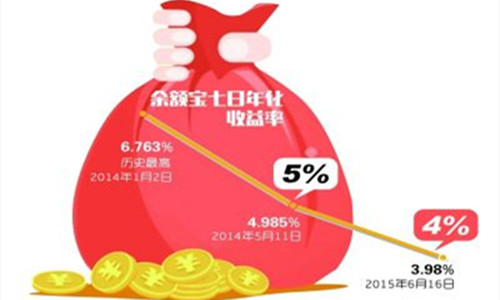 余额宝七日年化
收益率
6.763%
历史最高
2014年1月2日
5%
4.985%
2014年5月11日
4%
3.98%
2015年6月16日